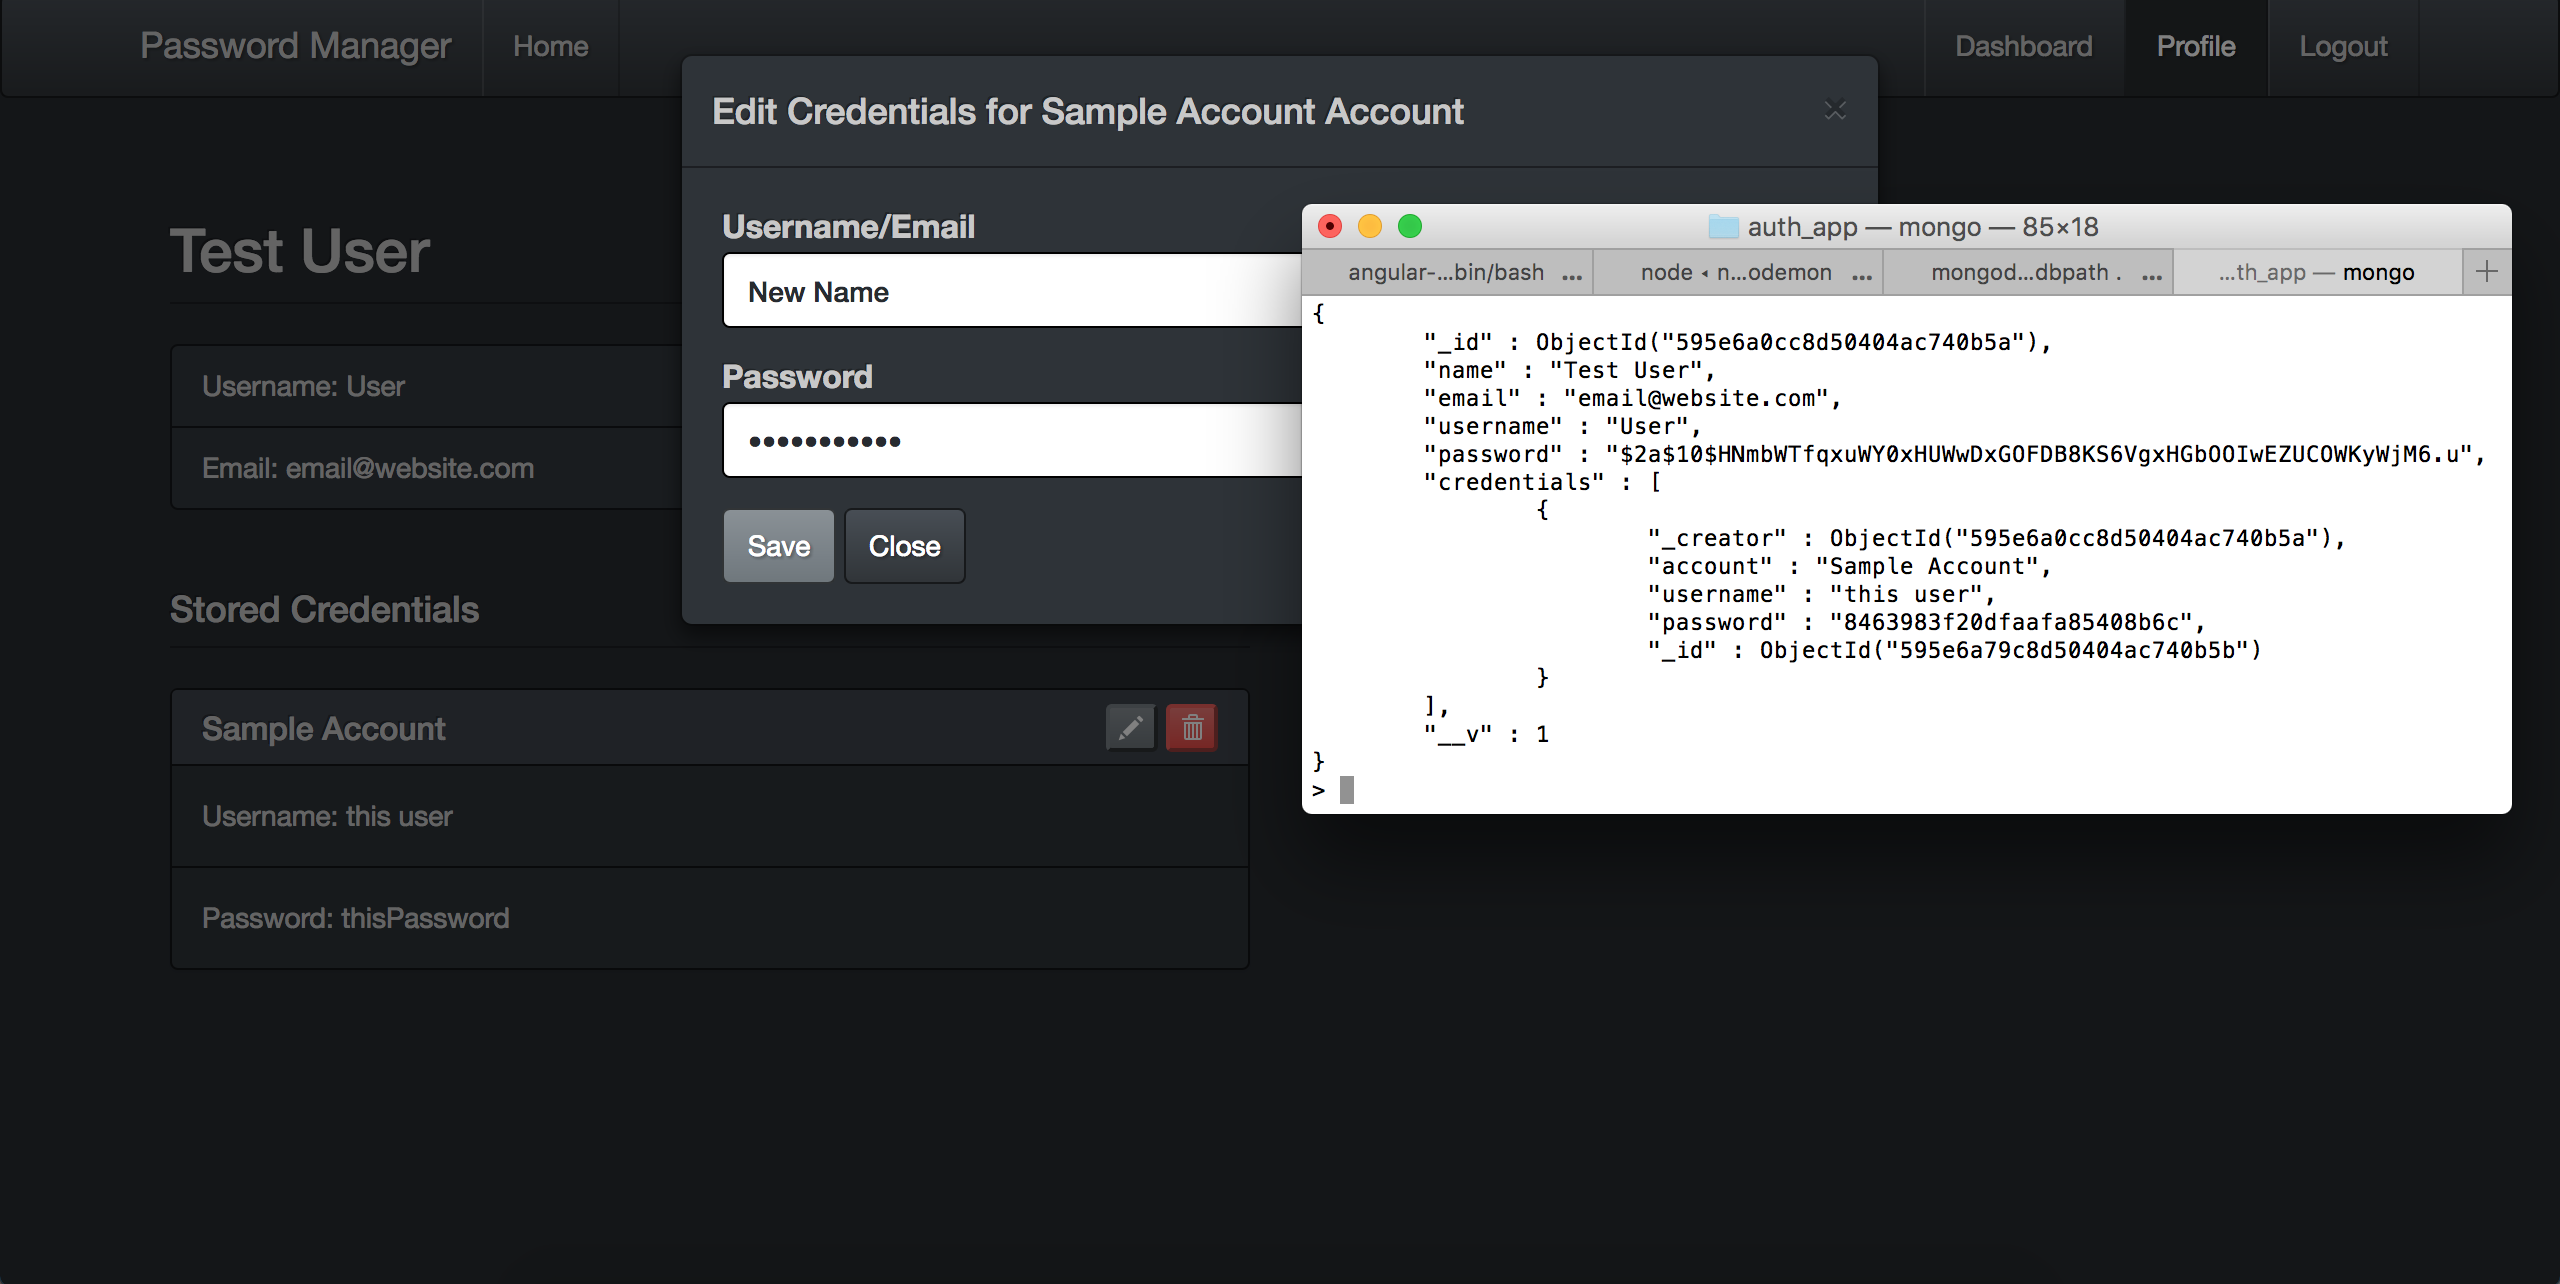 Password Manager Home Dashboard Profile Logout
Edit Credentials for Sample Account Account ×
Test User
Username: User
Email: email@website.com
Username/Email
New Name
Password
•••••••••••
Save Close
Stored Credentials
Sample Account
Username: this user
Password: thisPassword
auth_app — mongo — 85×18
angular-...bin/bash ... node ◂ n...odemon ... mongod...dbpath . ... ...th_app — mongo +
{
"_id" : ObjectId("595e6a0cc8d50404ac740b5a"),
"name" : "Test User",
"email" : "email@website.com",
"username" : "User",
"password" : "$2a$10$HNmbWTfqxuWY0xHUWwDxGOFDB8KS6VgxHGbOOIwEZUCOWKyWjM6.u",
"credentials" : [
{
"_creator" : ObjectId("595e6a0cc8d50404ac740b5a"),
"account" : "Sample Account",
"username" : "this user",
"password" : "8463983f20dfaafa85408b6c",
"_id" : ObjectId("595e6a79c8d50404ac740b5b")
}
],
"__v" : 1
}
>